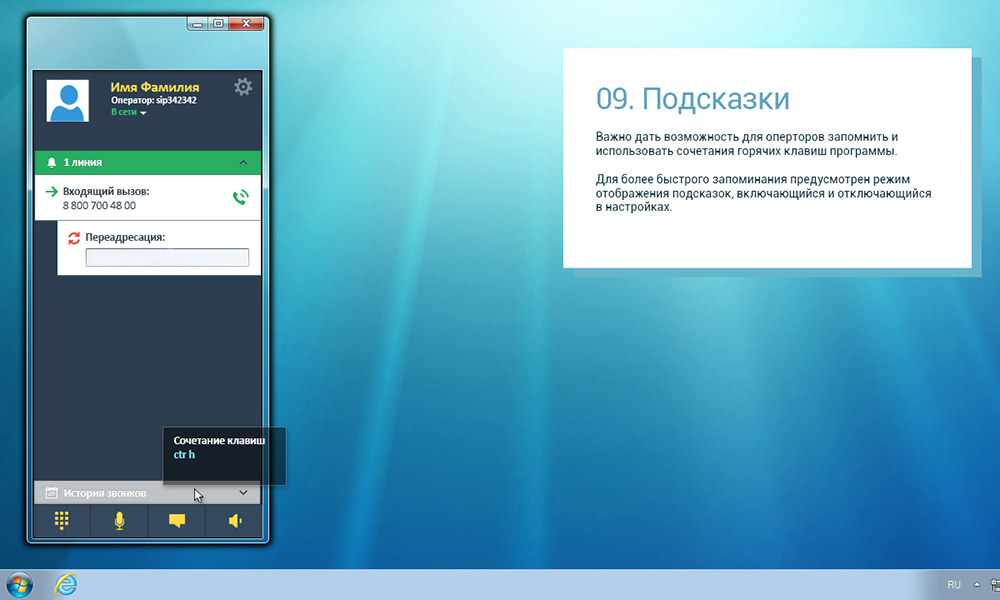 Имя Фамилия
Оператор: sip342342
В сети
1 линия
Входящий вызов:
8 800 700 48 00
Переадресация:
Сочетание клавиш
ctr h
История звонков
09. Подсказки
Важно дать возможность для оперторов запомнить и
использовать сочетания горячих клавиш программы.
Для более быстрого запоминания предусмотрен режим
отображения подсказок, включающийся и отключающийся
в настройках.
RU